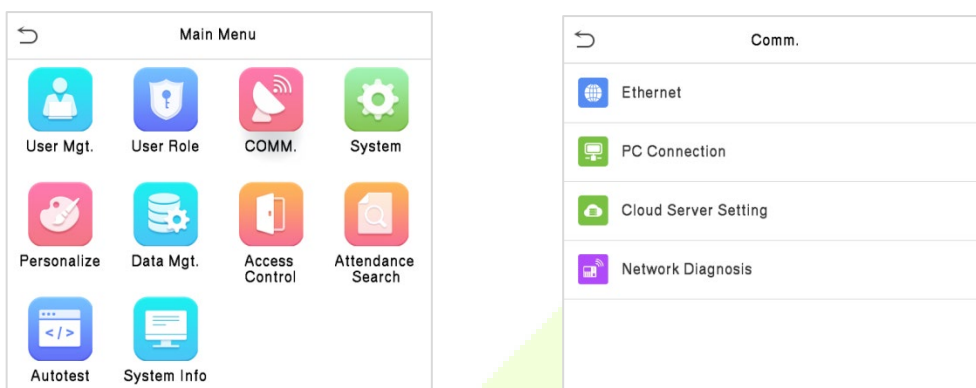 Main Menu
User Mgt.
User Role
COMM.
System
Personalize
Data Mgt.
Access
Control
Attendance
Search
Autotest
System Info
Comm.
Ethernet
PC Connection
Cloud Server Setting
Network Diagnosis